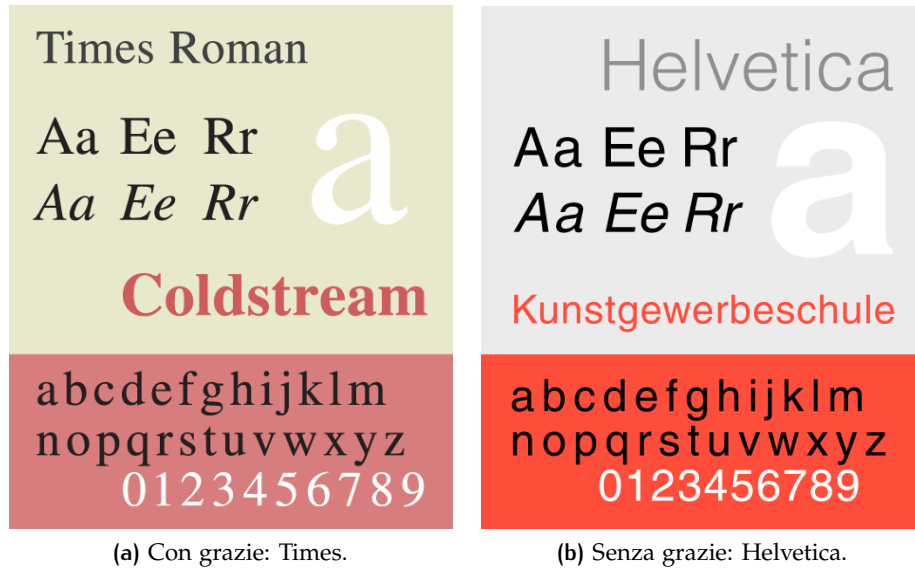 Times Roman
Aa Ee Rr
Aa Ee Rr
a
Coldstream
abcdefghijklm
nopqrstuvwxyz
0123456789
(a) Con grazie: Times.
Helvetica
Aa Ee Rr
Aa Ee Rr
a
Kunstgewerbeschule
abcdefghijklm
nopqrstuvwxyz
0123456789
(b) Senza grazie: Helvetica.